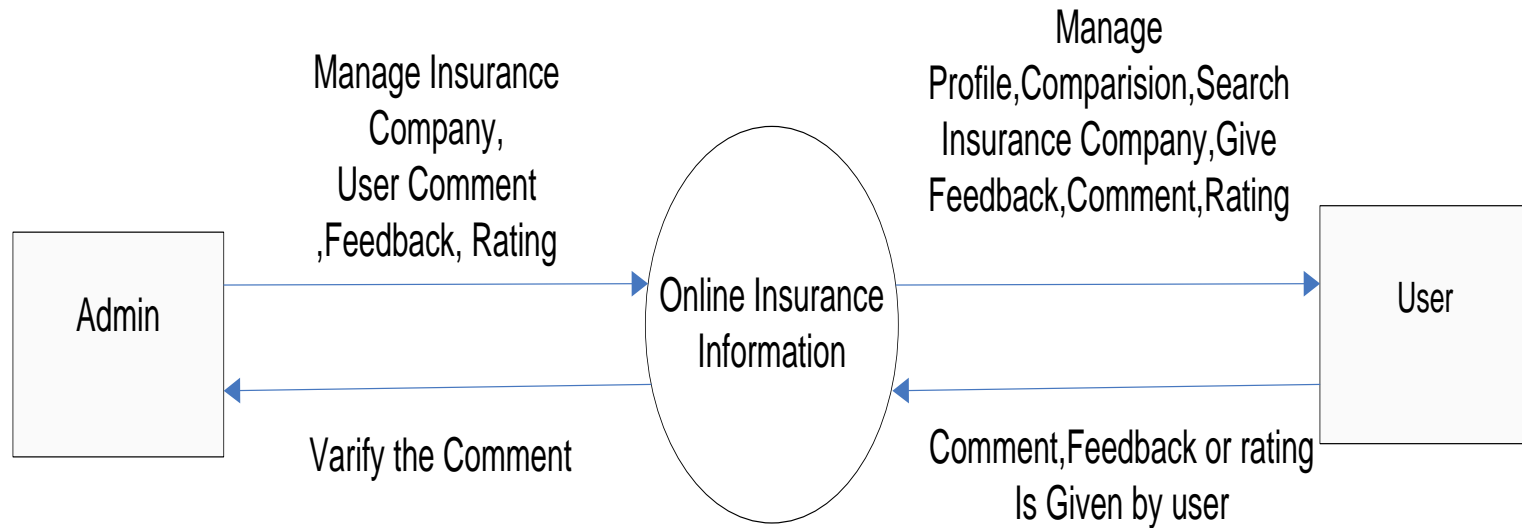 Manage Insurance
Company,
User Comment
,Feedback, Rating
Manage
Profile,Comparision,Search
Insurance Company,Give
Feedback,Comment,Rating
Admin
Online Insurance
Information
User
Varify the Comment
Comment,Feedback or rating
Is Given by user